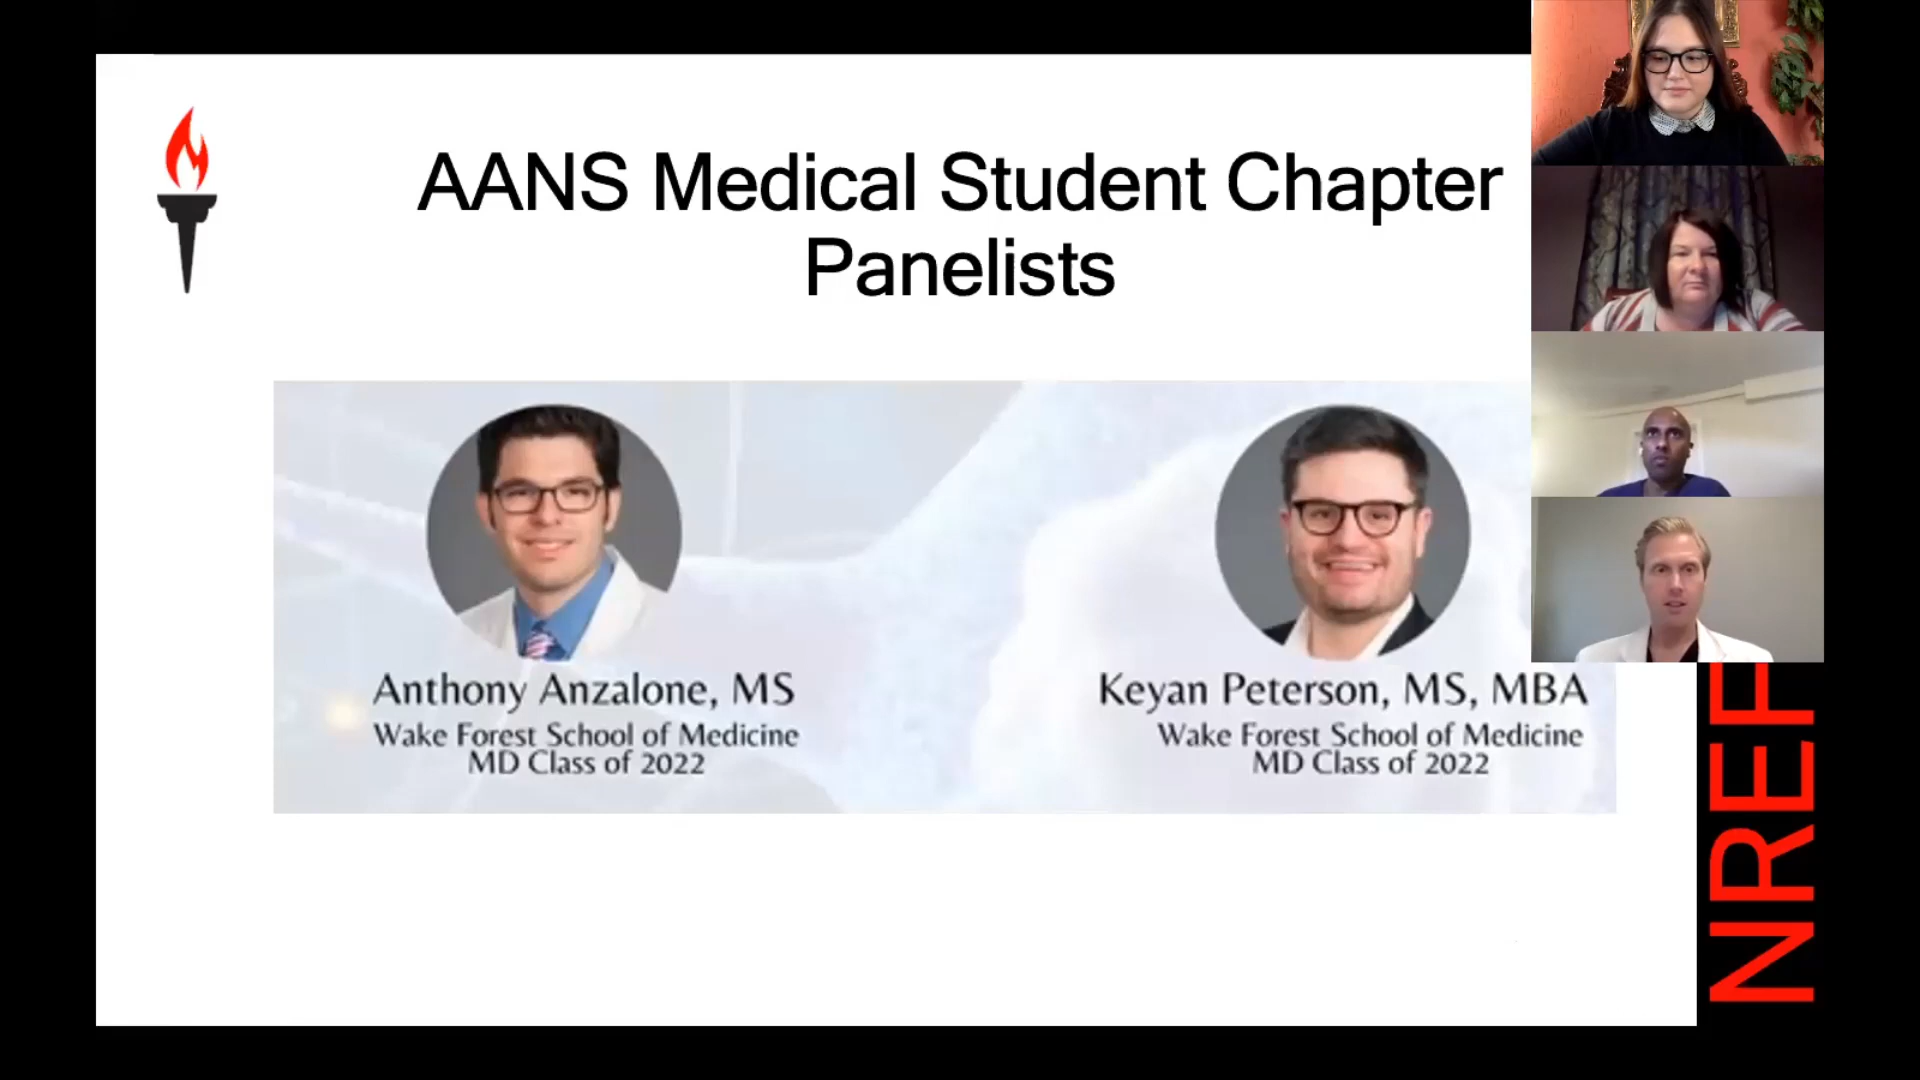 AANS Medical Student Chapter
Panelists
Anthony Anzalone, MS
Wake Forest School of Medicine
MD Class of 2022
Keyan Peterson, MS, MBA
Wake Forest School of Medicine
MD Class of 2022
NREF